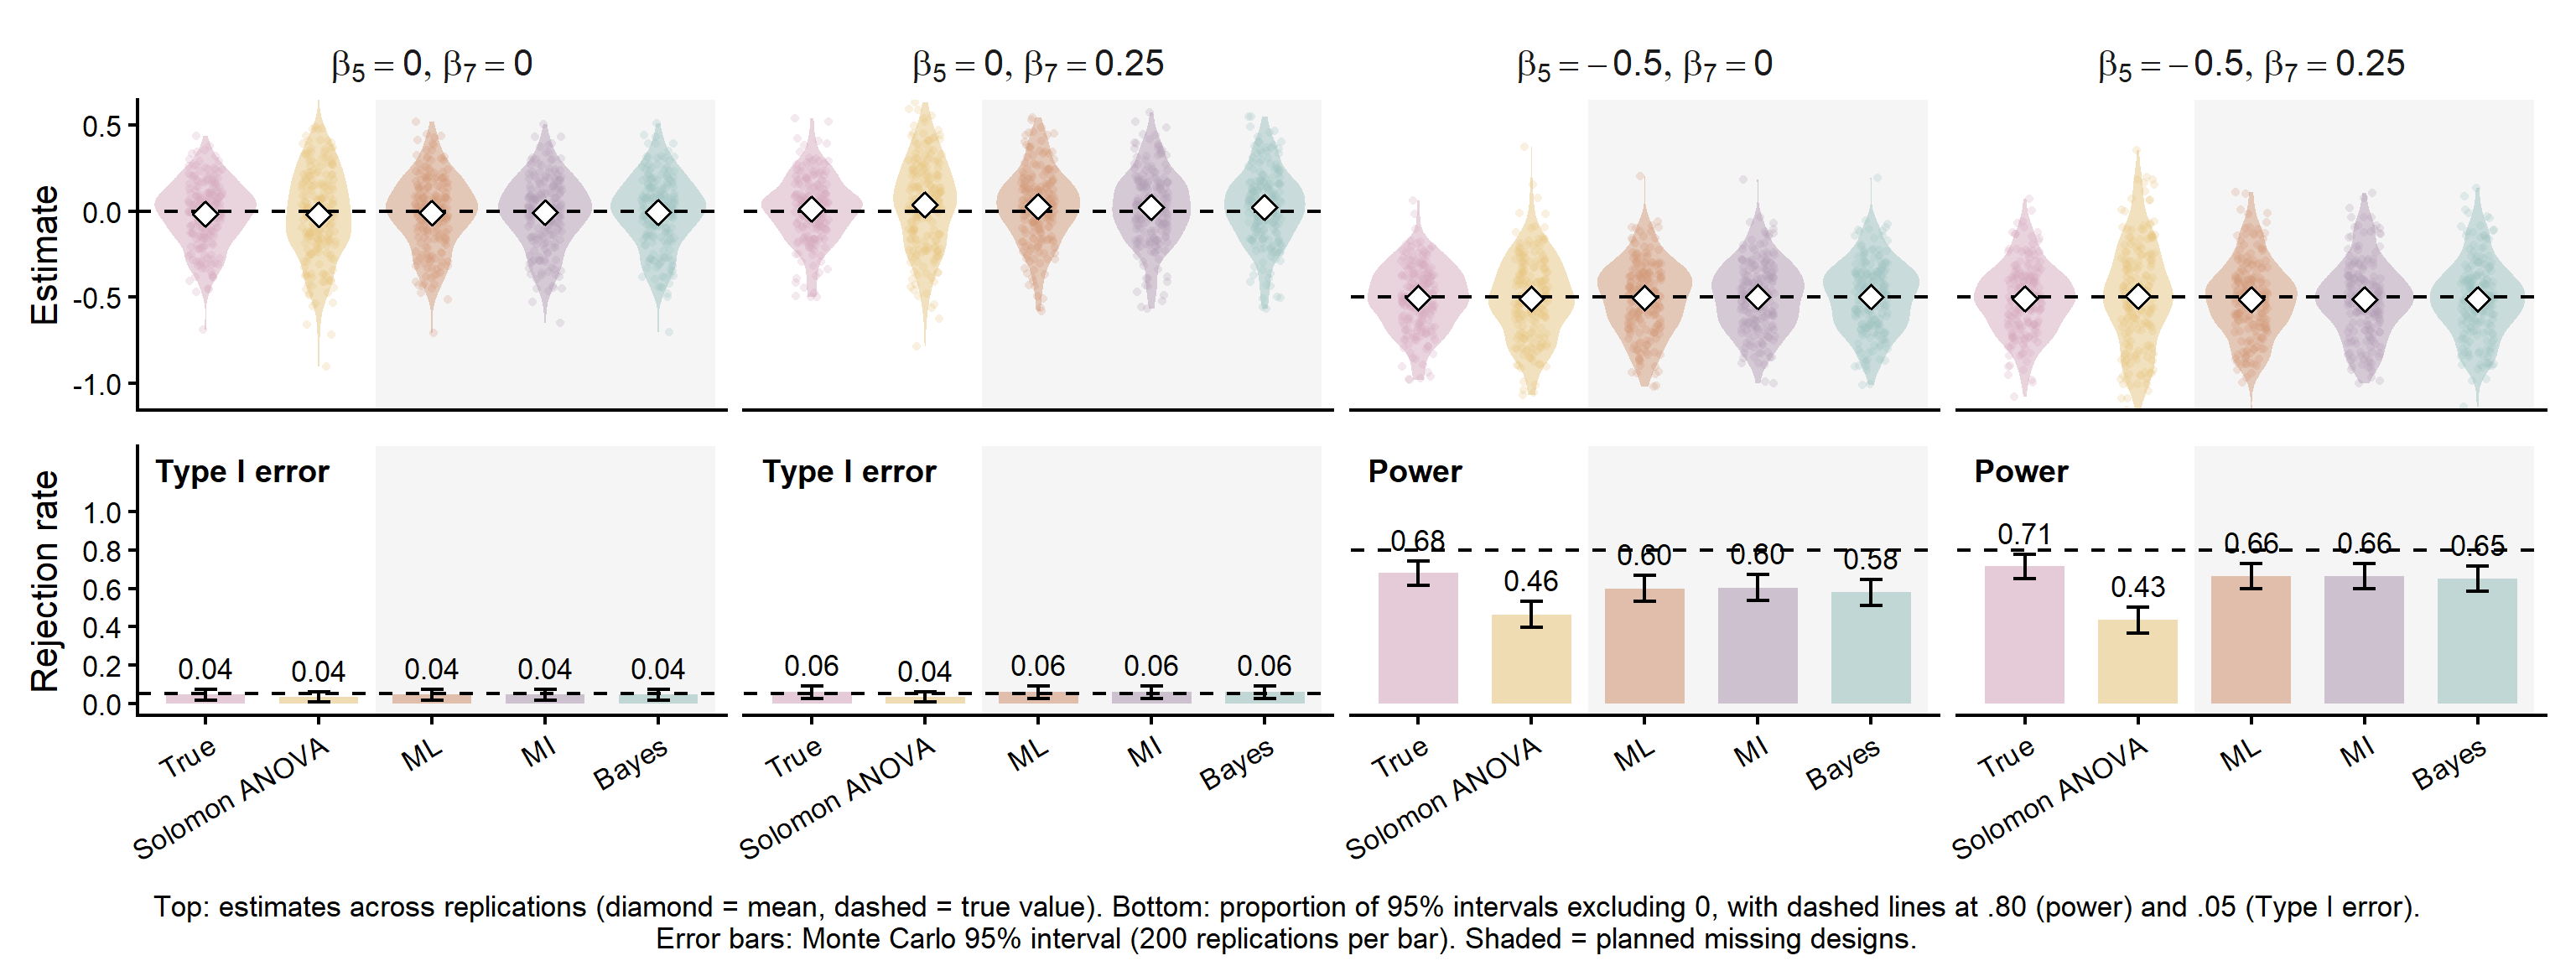 β5 = 0, β7 = 0
β5 = 0, β7 = 0.25
β5 = − 0.5, β7 = 0
β5 = − 0.5, β7 = 0.25
Estimate
0.5
0.0
-0.5
-1.0
Rejection rate
1.0
0.8
0.6
0.4
0.2
0.0
Type I error
0.04
0.04
0.04
0.04
0.04
Type I error
0.06
0.04
0.06
0.06
0.06
Power
0.68
0.46
0.60
0.60
0.58
Power
0.71
0.43
0.66
0.66
0.65
True
Solomon ANOVA
ML
MI
Bayes
True
Solomon ANOVA
ML
MI
Bayes
True
Solomon ANOVA
ML
MI
Bayes
True
Solomon ANOVA
ML
MI
Bayes
Top: estimates across replications (diamond = mean, dashed = true value). Bottom: proportion of 95% intervals excluding 0, with dashed lines at .80 (power) and .05 (Type I error).
Error bars: Monte Carlo 95% interval (200 replications per bar). Shaded = planned missing designs.